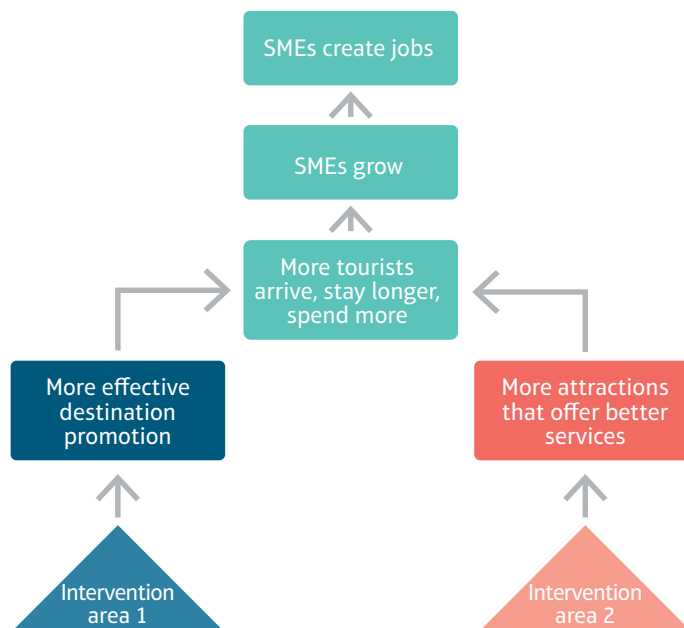 SMEs create jobs
SMEs grow
More tourists
arrive, stay longer,
spend more
More effective
destination
promotion
More attractions
that offer better
services
Intervention
area 1
Intervention
area 2